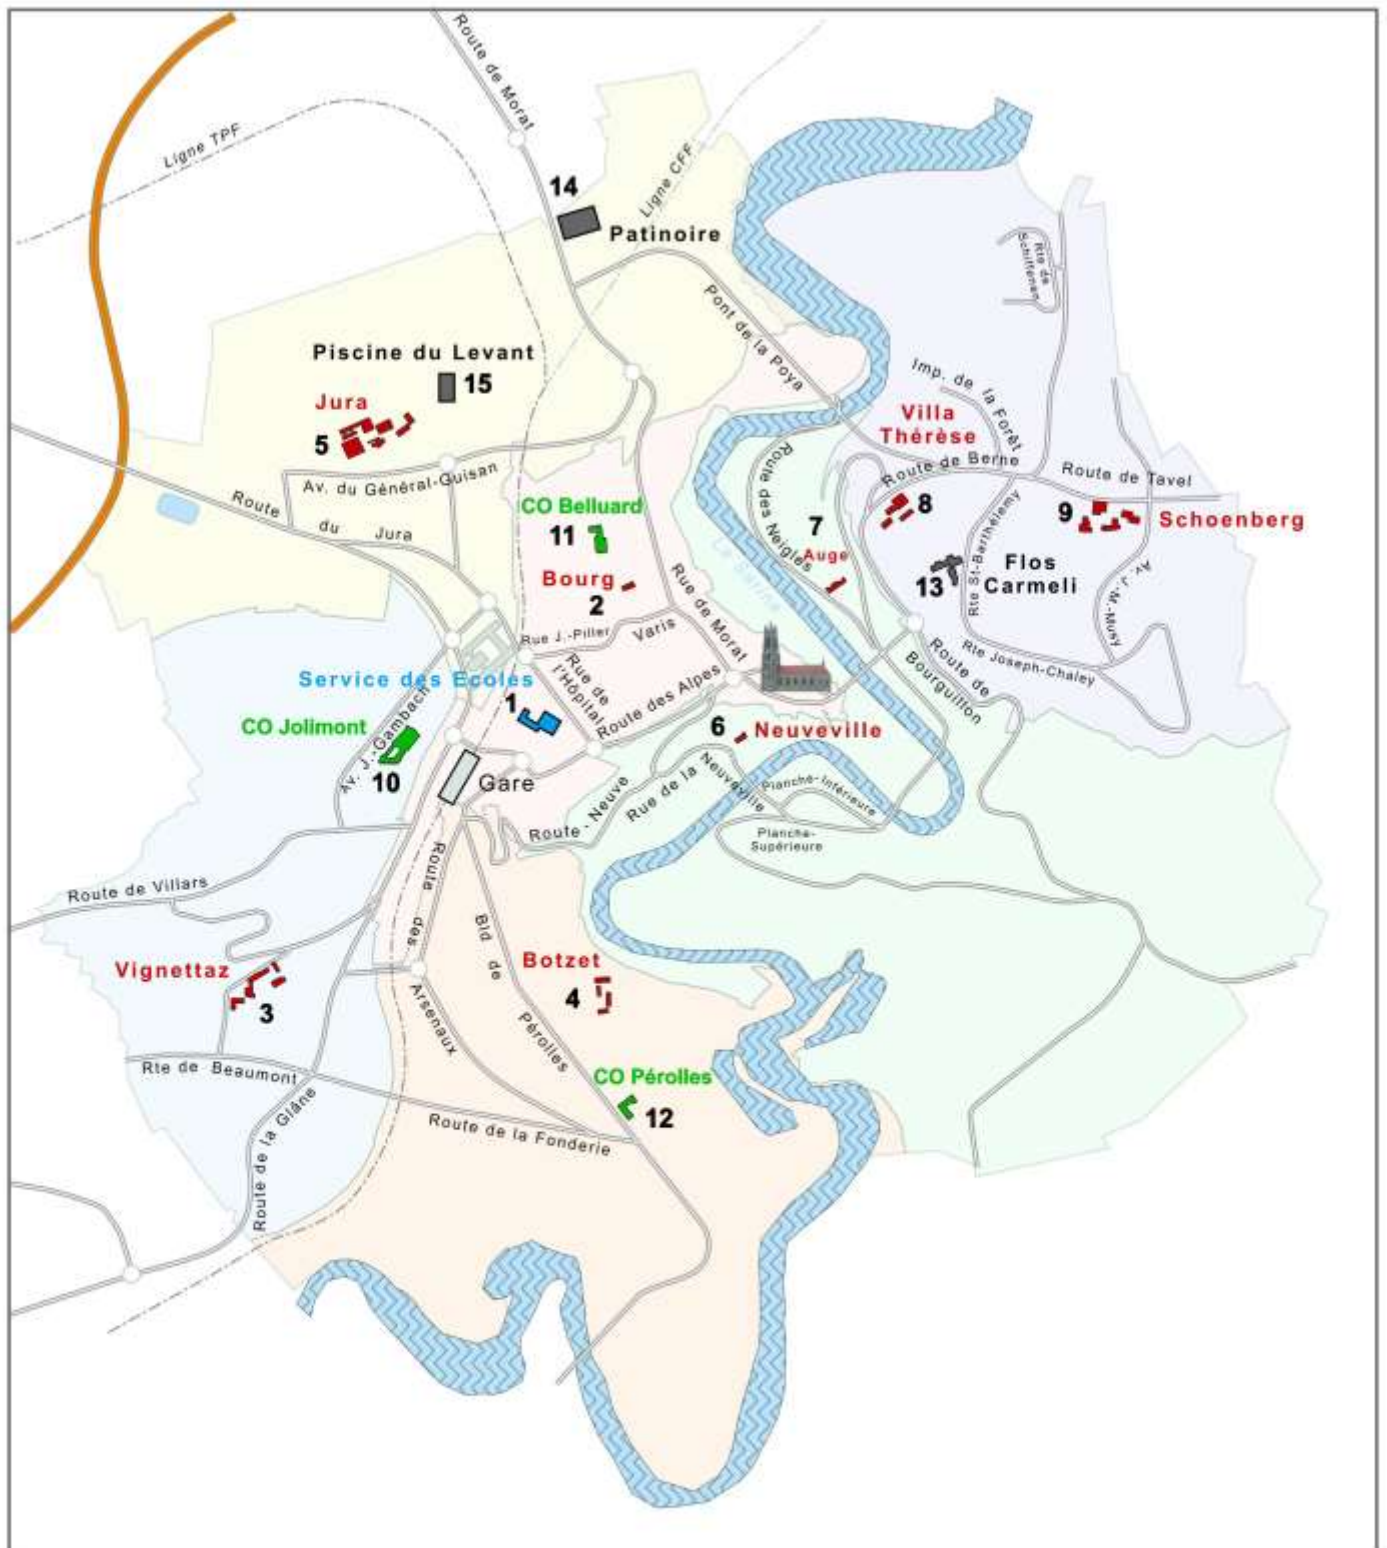 Route de Morat
Ligne TPF
Ligne CFF
14
Patinoire
Rte de
Schiffenen
Pont de la Poya
Piscine du Levant
15
Jura
5
Imp. de la Forêt
Villa
Thérèse
Route de Berne
Route de Tavel
Av. du Général-Guisan
Route du Jura
CO Belluard
11
Bourg
2
Route des Neigles
7
Auge
8
9
Schoenberg
13
Flos
Carmeli
Rte St-Barthélemy
Av. J.-M.-Musy
La Sarine
Rue de Morat
Rue J.-Piller
Varis
Rte Joseph-Chaley
Route de
Bourguillon
Service des Ecoles
1
Rue de
l'Hôpital
Route des Alpes
CO Jolimont
10
Av. J.-Gambach
6
Neuveville
Gare
Route-Neuve
Rue de la Neuveville
Planche-Inférieure
Planche-
Supérieure
Route des Arsenaux
Route de Villars
Bld de Pérolles
Vignettaz
3
Botzet
4
Rte de Beaumont
CO Pérolles
12
Route de la Fonderie
Route de la Glâne